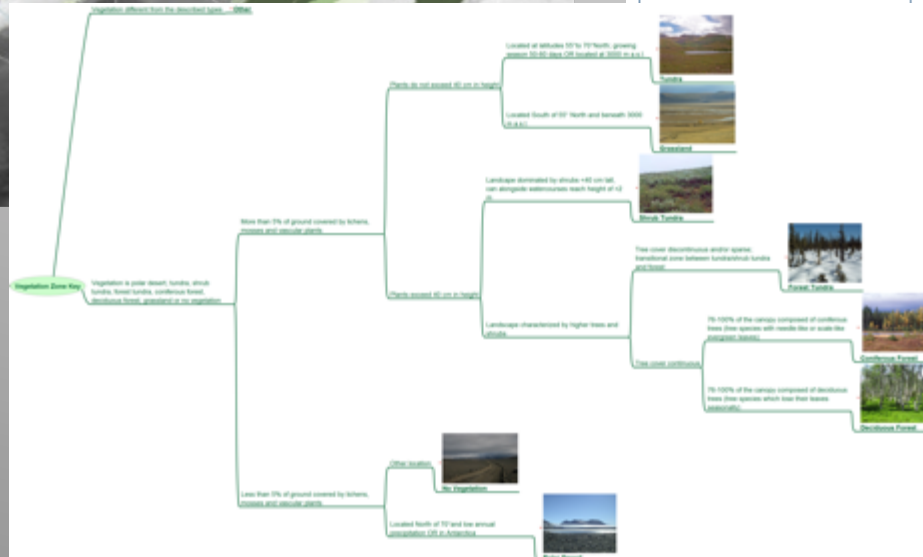 Vegetation different from the described types
Other
Located at latitudes 55°to 70°North, growing
season 50-60 days OR located at 3000 m a.s.l.
Tundra
Plants do not exceed 40 cm in height
Located South of 55° North and beneath 3000
m a.s.l.
Grassland
Landscape dominated by shrubs >40 cm tall,
can alongside watercourses reach height of >2
m
Shrub Tundra
More than 5% of ground covered by lichens,
mosses and vascular plants
Tree cover discontinuous and/or sparse;
transitional zone between tundra/shrub tundra
and forest
Forest Tundra
Vegetation Zone Key
Vegetation is polar desert, tundra, shrub
tundra, forest tundra, coniferous forest,
deciduous forest, grassland or no vegetation
Plants exceed 40 cm in height
Landscape characterized by higher trees and
shrubs
76-100% of the canopy composed of coniferous
trees (tree species with needle-like or scale-like
evergreen leaves)
Coniferous Forest
Tree cover continuous
76-100% of the canopy composed of deciduous
trees (tree species which lose their leaves
seasonally)
Deciduous Forest
Other location
No Vegetation
Less than 5% of ground covered by lichens,
mosses and vascular plants
Located North of 75°and low annual
precipitation OR in Antarctica